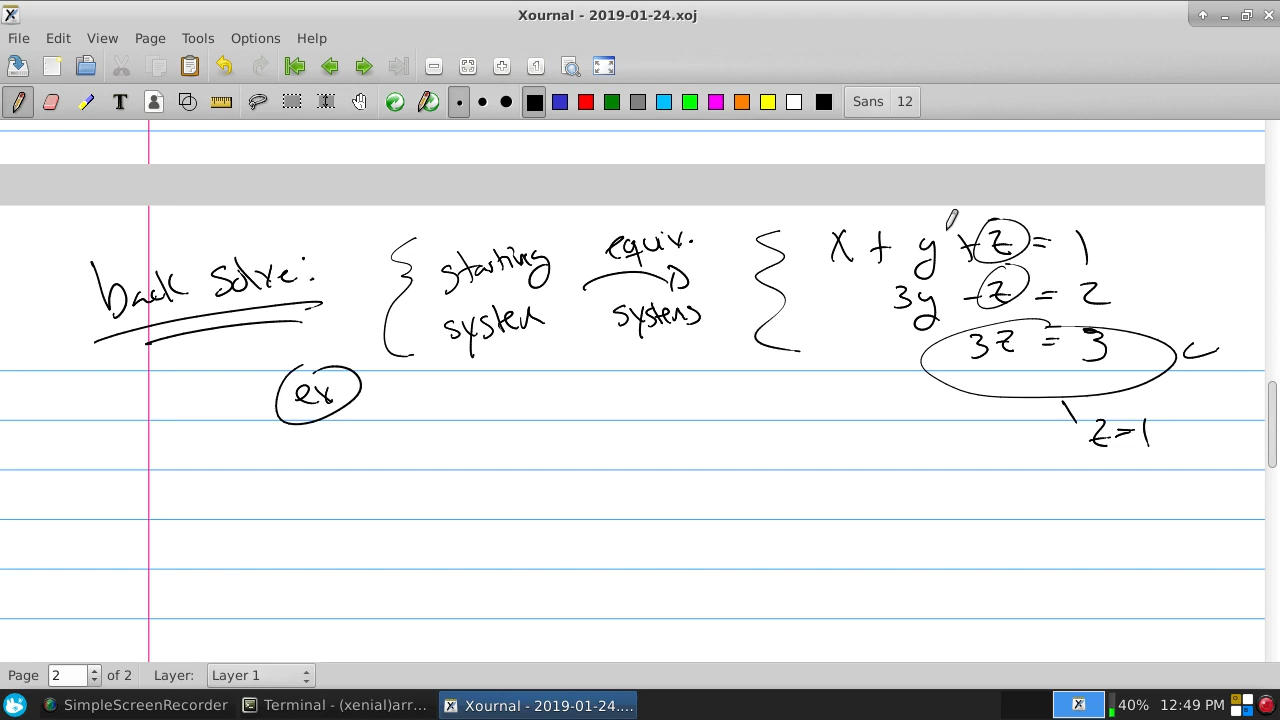 Xournal - 2019-01-24.xoj
File Edit View Page Tools Options Help
Sans 12
back solve: starting equiv. x + y + z = 1
system systems 3y - z = 2
3z = 3
ex
z = 1
Page 2 of 2 Layer: Layer 1
SimpleScreenRecorder Terminal - (xenial)arr... Xournal - 2019-01-24.... 40% 12:49 PM